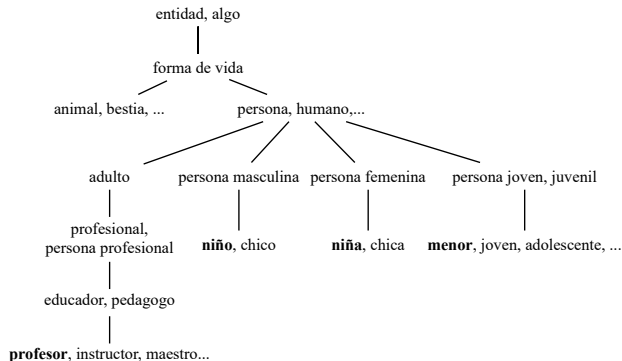 entidad, algo
forma de vida
animal, bestia, ...
persona, humano,...
adulto
persona masculina
persona femenina
persona joven, juvenil
profesional,
persona profesional
niño, chico
niña, chica
menor, joven, adolescente, ...
educador, pedagogo
profesor, instructor, maestro...